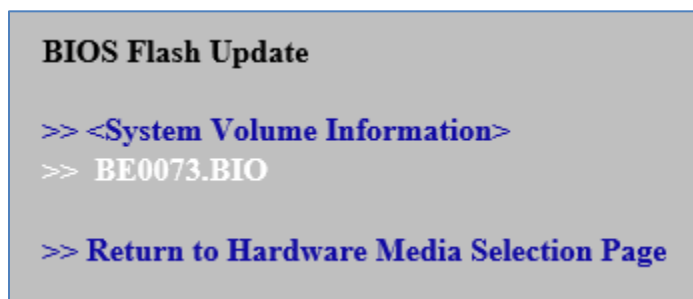 BIOS Flash Update
>> <System Volume Information>
>> BE0073.BIO
>> Return to Hardware Media Selection Page